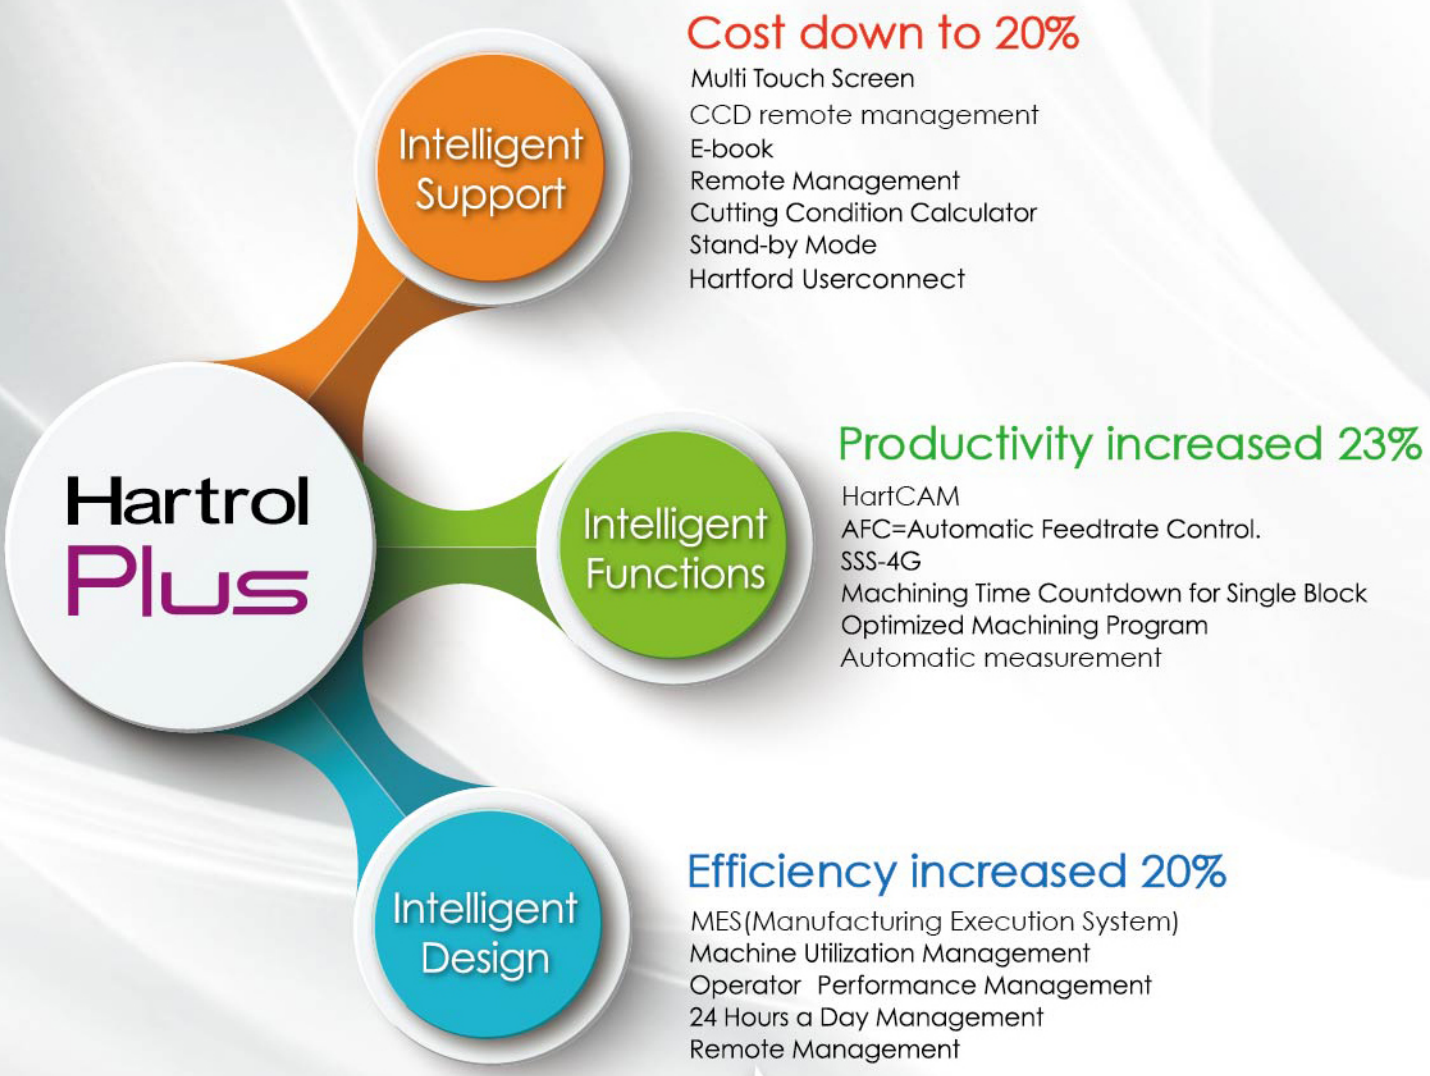 Cost down to 20%
Intelligent
Support
Multi Touch Screen
CCD remote management
E-book
Remote Management
Cutting Condition Calculator
Stand-by Mode
Hartford Userconnect
Hartrol
Plus
Productivity increased 23%
Intelligent
Functions
HartCAM
AFC=Automatic Feedtrate Control.
SSS-4G
Machining Time Countdown for Single Block
Optimized Machining Program
Automatic measurement
Efficiency increased 20%
Intelligent
Design
MES(Manufacturing Execution System)
Machine Utilization Management
Operator Performance Management
24 Hours a Day Management
Remote Management